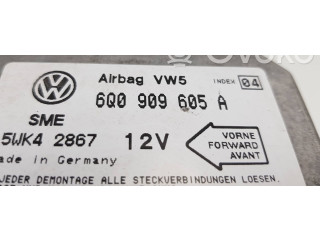 Airbag VW5 INDEX 04
6Q0 909 605 A
SME
5WK4 2867 12V
VORNE
FORWARD
AVANT
ade in Germany
JEDER DEMONTAGE ALLE STECKVERBINDUNGEN LOESEN.